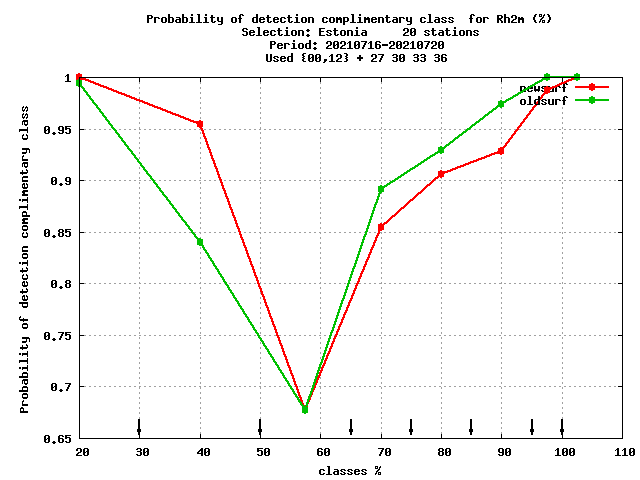 Probability of detection complimentary class for Rh2m (%)
Selection: Estonia 20 stations
Period: 20210716-20210720
Used {00,12} + 27 30 33 36
newsurf
oldsurf
Probability of detection complimentary class
1
0.95
0.9
0.85
0.8
0.75
0.7
0.65
20 30 40 50 60 70 80 90 100 110
classes %